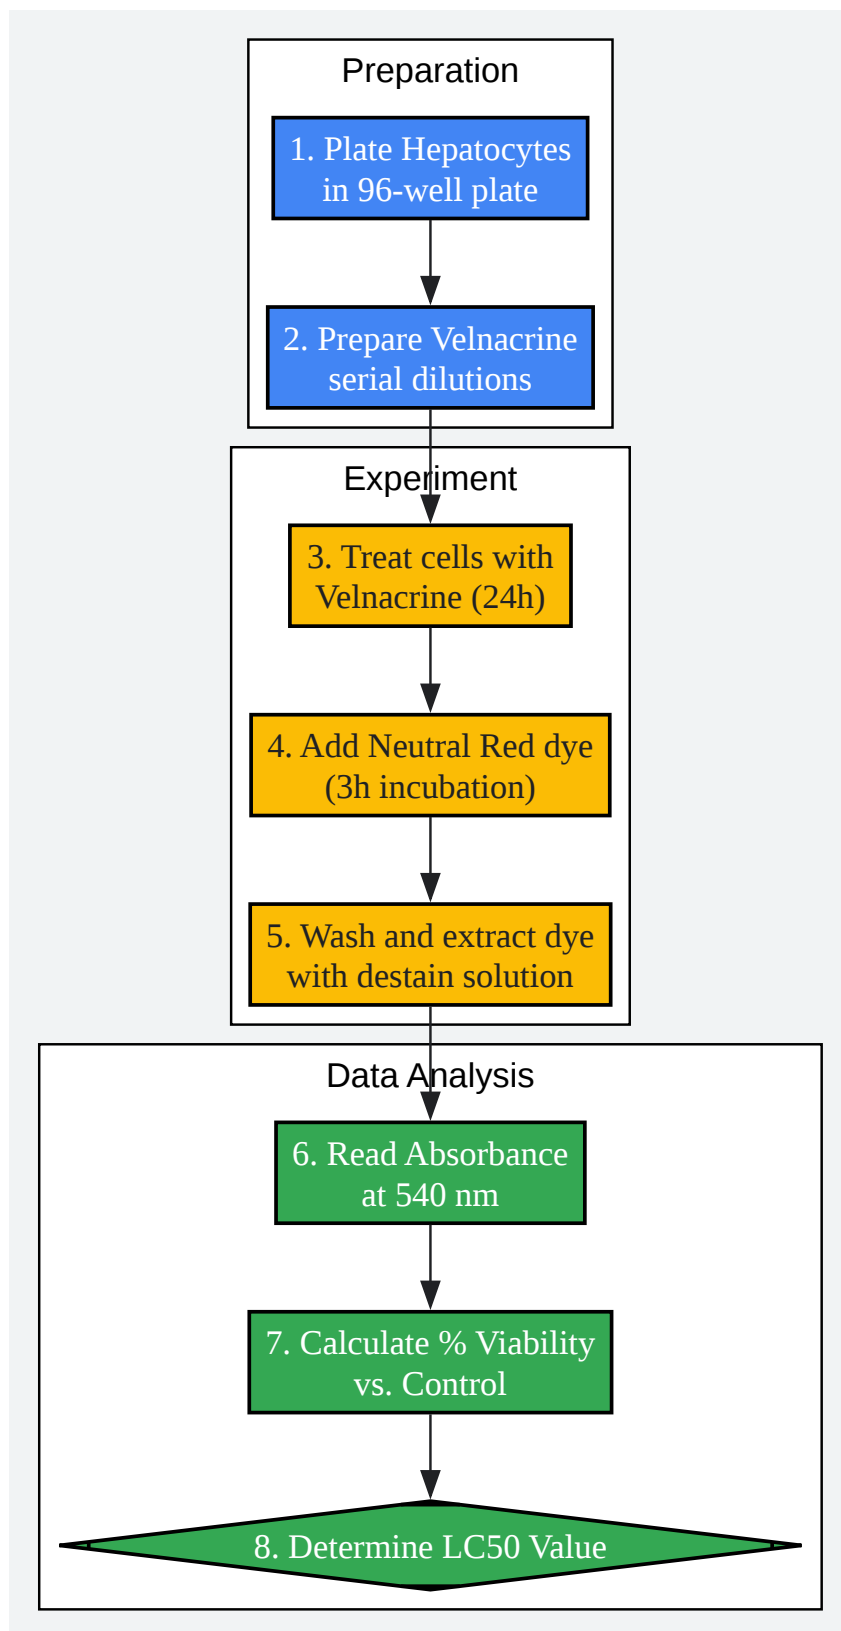 Preparation
1. Plate Hepatocytes
in 96-well plate
2. Prepare Velnacrine
serial dilutions
Experiment
3. Treat cells with
Velnacrine (24h)
4. Add Neutral Red dye
(3h incubation)
5. Wash and extract dye
with destain solution
Data Analysis
6. Read Absorbance
at 540 nm
7. Calculate % Viability
vs. Control
8. Determine LC50 Value